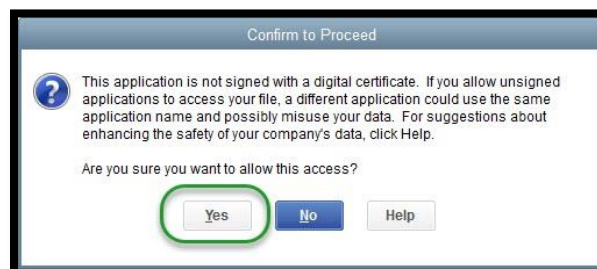 Confirm to Proceed
This application is not signed with a digital certificate. If you allow unsigned
applications to access your file, a different application could use the same
application name and possibly misuse your data. For suggestions about
enhancing the safety of your company's data, click Help.
Are you sure you want to allow this access?
Yes No Help